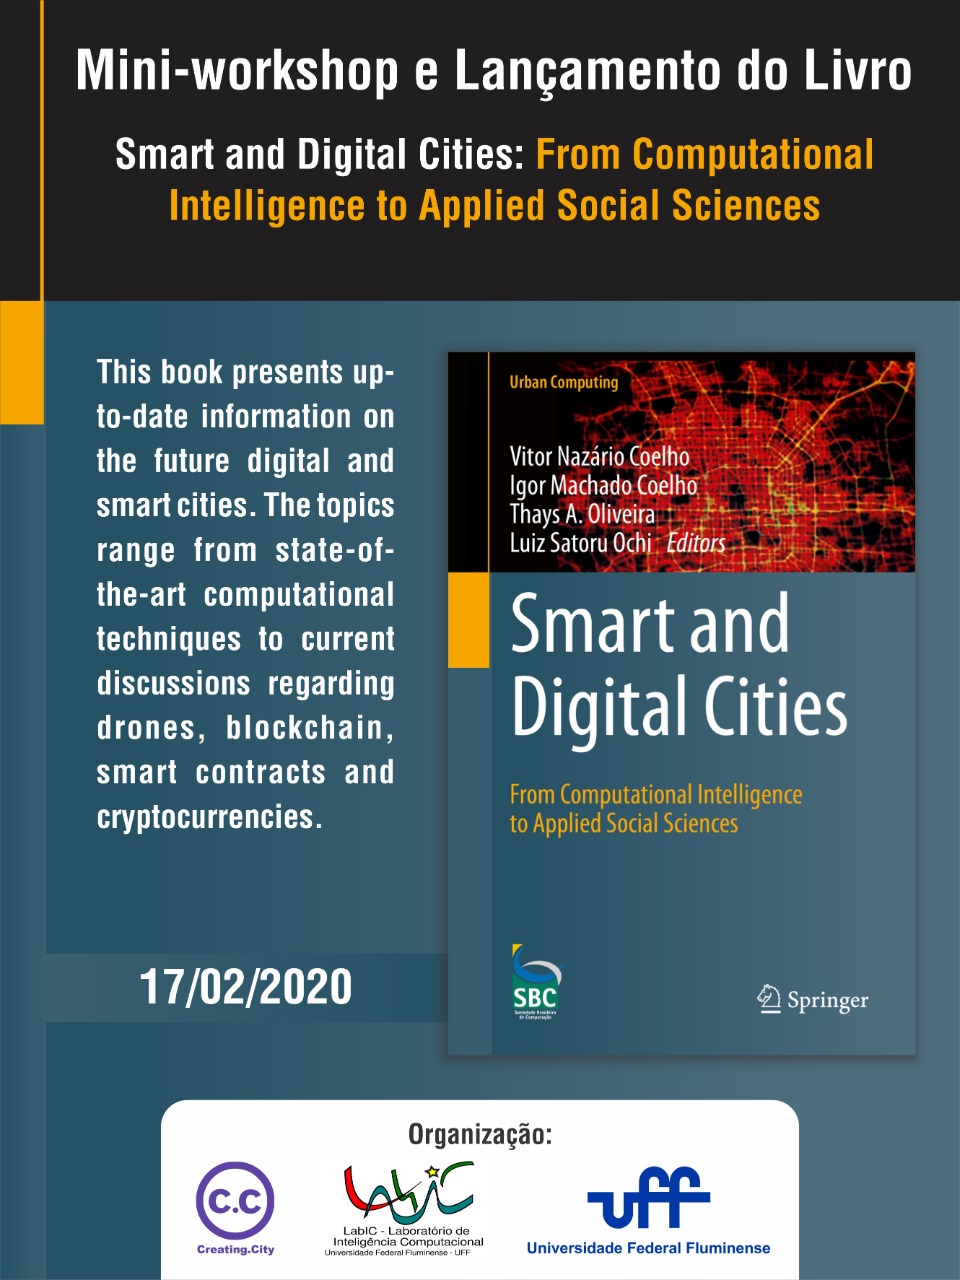 Mini-workshop e Lançamento do Livro
Smart and Digital Cities: From Computational
Intelligence to Applied Social Sciences
This book presents up-
to-date information on
the future digital and
smart cities. The topics
range from state-of-
the-art computational
techniques to current
discussions regarding
drones, blockchain,
smart contracts and
cryptocurrencies.
17/02/2020
Urban Computing
Vitor Nazário Coelho
Igor Machado Coelho
Thays A. Oliveira
Luiz Satoru Ochi Editors
Smart and
Digital Cities
From Computational Intelligence
to Applied Social Sciences
SBC
Sociedade Brasileira
de Computação
Springer
Organização:
C.C
Creating.City
LabIC
LabIC - Laboratório de
Inteligência Computacional
Universidade Federal Fluminense - UFF
uff
Universidade Federal Fluminense